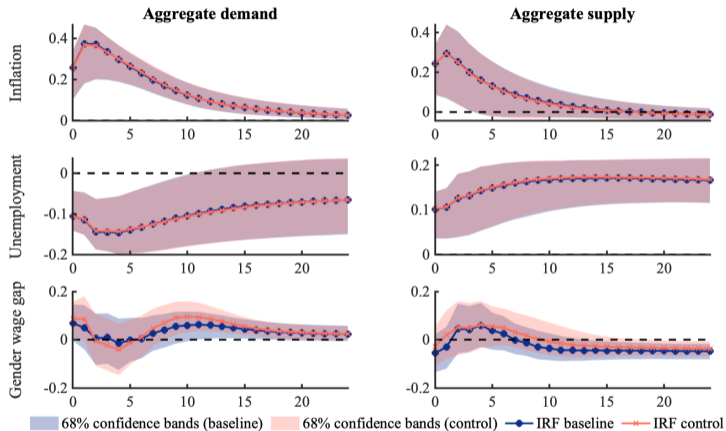 Aggregate demand
Aggregate supply
Inflation
0.4
0.2
0
0 5 10 15 20
0.4
0.2
0
0 5 10 15 20
Unemployment
0
-0.1
-0.2
0 5 10 15 20
0.2
0.1
0
0 5 10 15 20
Gender wage gap
0.2
0
-0.2
0 5 10 15 20
0.2
0
-0.2
0 5 10 15 20
68% confidence bands (baseline) 68% confidence bands (control) IRF baseline IRF control